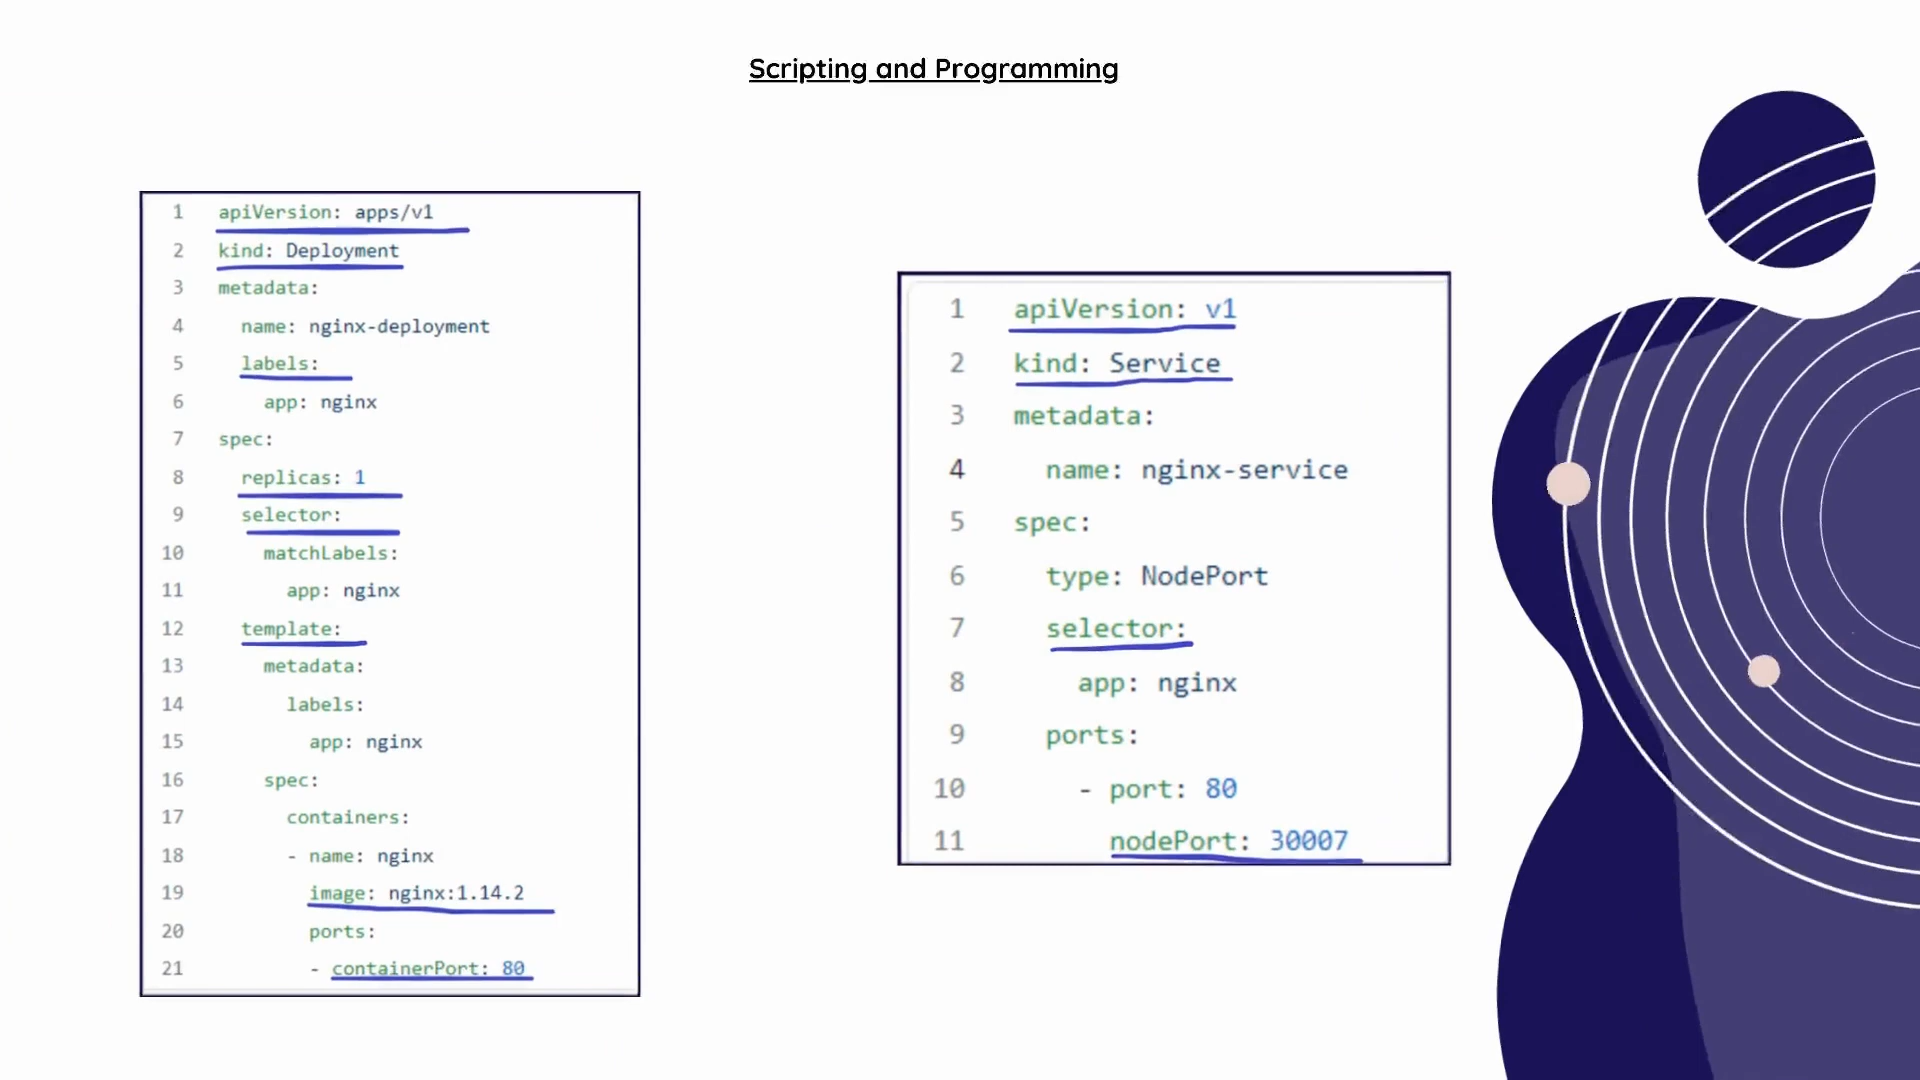 Scripting and Programming
1 apiVersion: apps/v1
2 kind: Deployment
3 metadata:
4 name: nginx-deployment
5 labels:
6 app: nginx
7 spec:
8 replicas: 1
9 selector:
10 matchLabels:
11 app: nginx
12 template:
13 metadata:
14 labels:
15 app: nginx
16 spec:
17 containers:
18 - name: nginx
19 image: nginx:1.14.2
20 ports:
21 - containerPort: 80
1 apiVersion: v1
2 kind: Service
3 metadata:
4 name: nginx-service
5 spec:
6 type: NodePort
7 selector:
8 app: nginx
9 ports:
10 - port: 80
11 nodePort: 30007